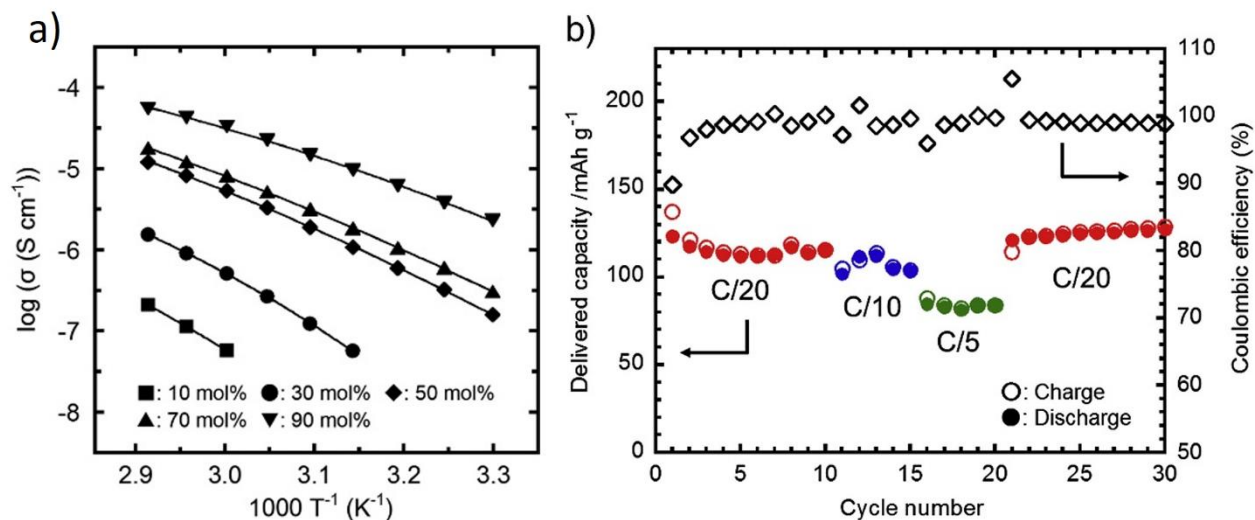 a)
log (σ (S cm⁻¹))
-4
-5
-6
-7
-8
■: 10 mol% ●: 30 mol% ◆: 50 mol%
▲: 70 mol% ▼: 90 mol%
2.9 3.0 3.1 3.2 3.3
1000 T⁻¹ (K⁻¹)
b)
Delivered capacity /mAh g⁻¹
200
150
100
50
0
C/20
C/10
C/5
C/20
○: Charge
●: Discharge
0 5 10 15 20 25 30
Cycle number
110
100
90
80
70
60
50
Coulombic efficiency (%)